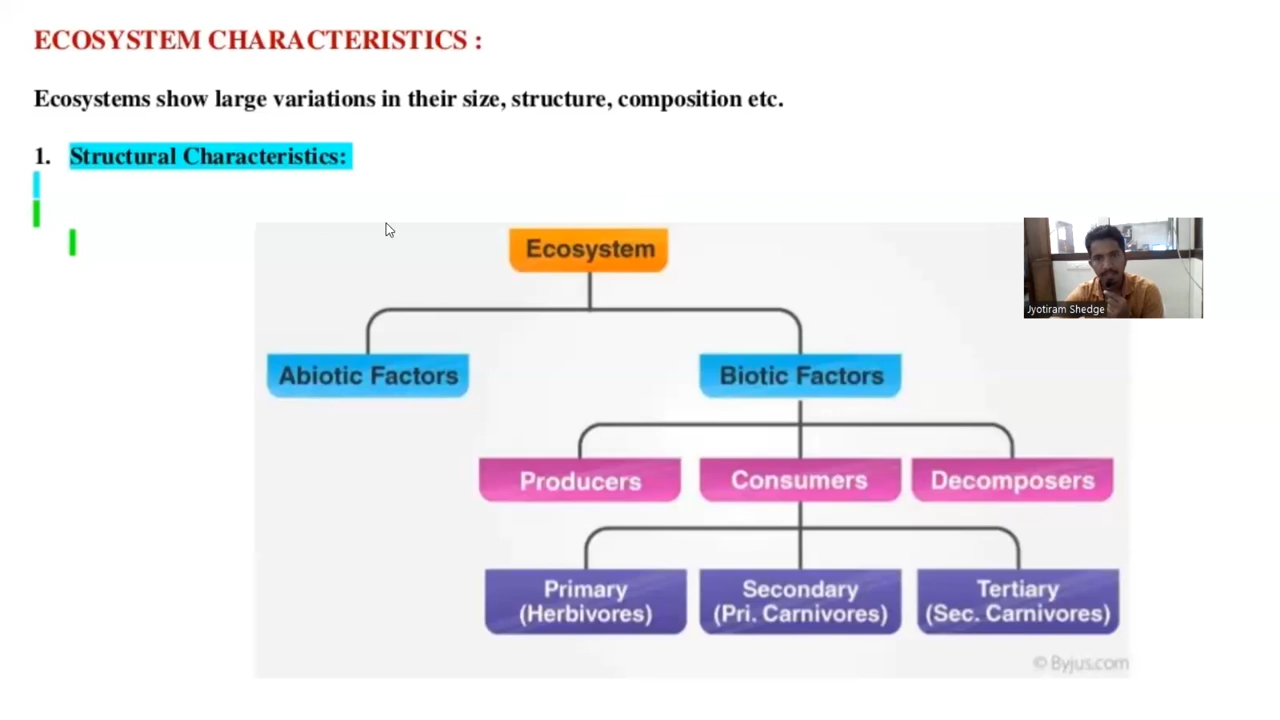 ECOSYSTEM CHARACTERISTICS :
Ecosystems show large variations in their size, structure, composition etc.
1. Structural Characteristics:
Ecosystem
Jyotiram Shedge
Abiotic Factors
Biotic Factors
Producers
Consumers
Decomposers
Primary
(Herbivores)
Secondary
(Pri. Carnivores)
Tertiary
(Sec. Carnivores)
© Byjus.com